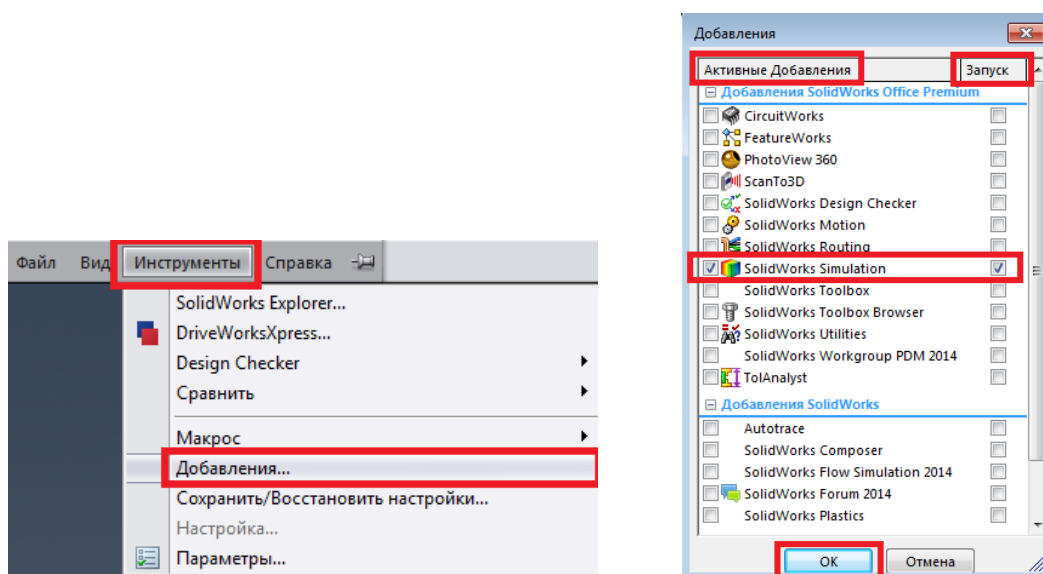 Файл Вид Инструменты Справка
SolidWorks Explorer...
DriveWorksXpress...
Design Checker
Сравнить
Макрос
Добавления...
Сохранить/Восстановить настройки...
Настройка...
Параметры...
Добавления
Активные Добавления Запуск
Добавления SolidWorks Office Premium
CircuitWorks
FeatureWorks
PhotoView 360
ScanTo3D
SolidWorks Design Checker
SolidWorks Motion
SolidWorks Routing
SolidWorks Simulation
SolidWorks Toolbox
SolidWorks Toolbox Browser
SolidWorks Utilities
SolidWorks Workgroup PDM 2014
TolAnalyst
Добавления SolidWorks
Autotrace
SolidWorks Composer
SolidWorks Flow Simulation 2014
SolidWorks Forum 2014
SolidWorks Plastics
OK Отмена